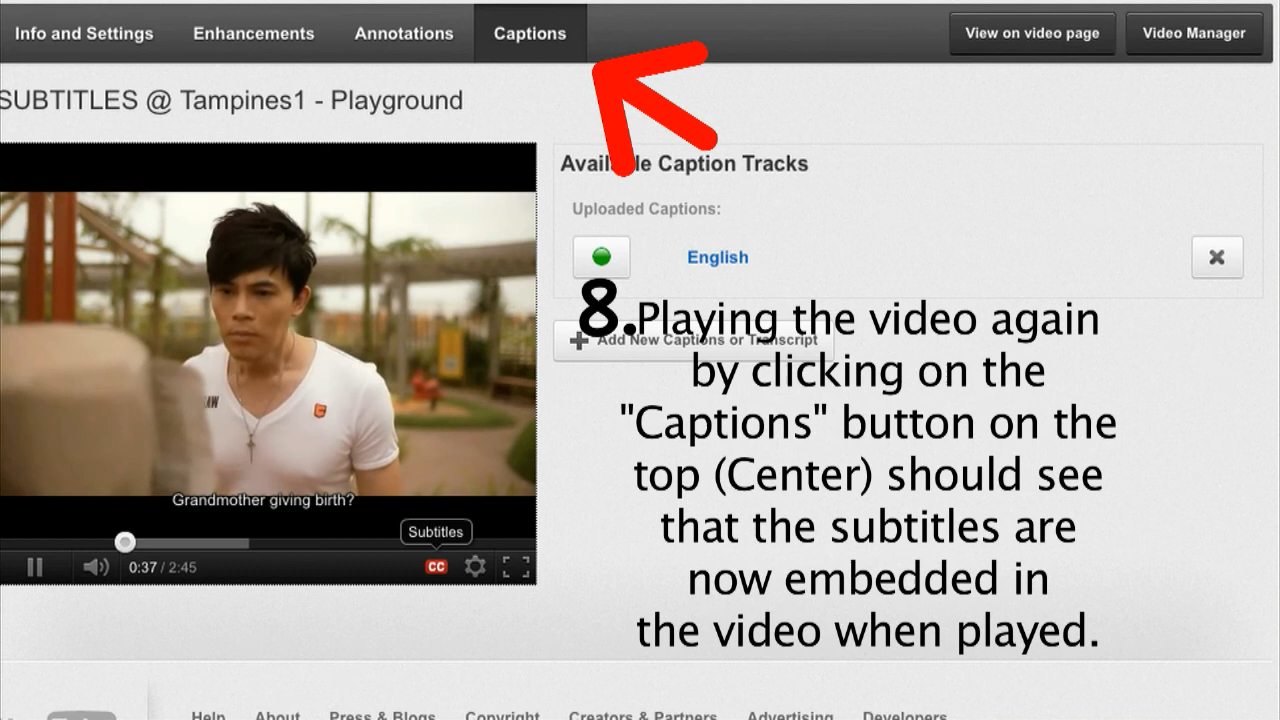 Info and Settings Enhancements Annotations Captions View on video page Video Manager
SUBTITLES @ Tampines1 - Playground
Caption Tracks
Uploaded Captions:
English
8.Playing the video again
Add New Captions or Transcript
by clicking on the
"Captions" button on the
top (Center) should see
that the subtitles are
now embedded in
the video when played.
Grandmother giving birth?
Subtitles
0:37 / 2:45 CC
Help About Press & Blogs Copyright Creators & Partners Advertising Developers